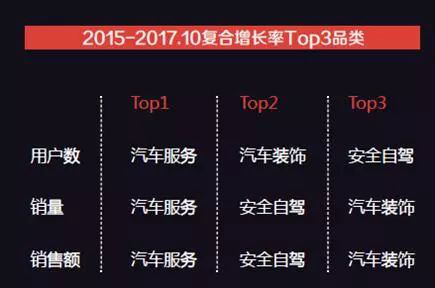 2015-2017.10复合增长率Top3品类
Top1 Top2 Top3
用户数 汽车服务 汽车装饰 安全自驾
销量 汽车服务 安全自驾 汽车装饰
销售额 汽车服务 安全自驾 汽车装饰